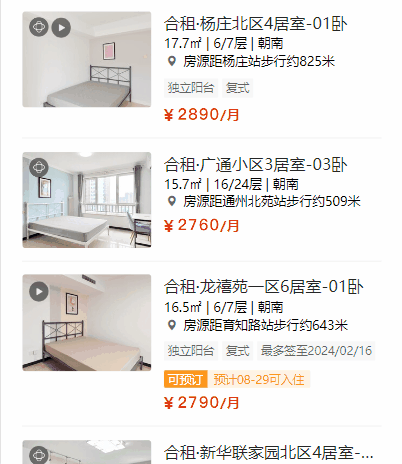 合租·杨庄北区4居室-01卧
17.7㎡ | 6/7层 | 朝南
房源距杨庄站步行约825米
独立阳台 复式
¥ 2890/月
合租·广通小区3居室-03卧
15.7㎡ | 16/24层 | 朝南
房源距通州北苑站步行约509米
¥ 2760/月
合租·龙禧苑一区6居室-01卧
16.5㎡ | 6/7层 | 朝南
房源距育知路站步行约643米
独立阳台 复式 最多签至2024/02/16
可预订 预计08-29可入住
¥ 2790/月
合租·新华联家园北区4居室-...